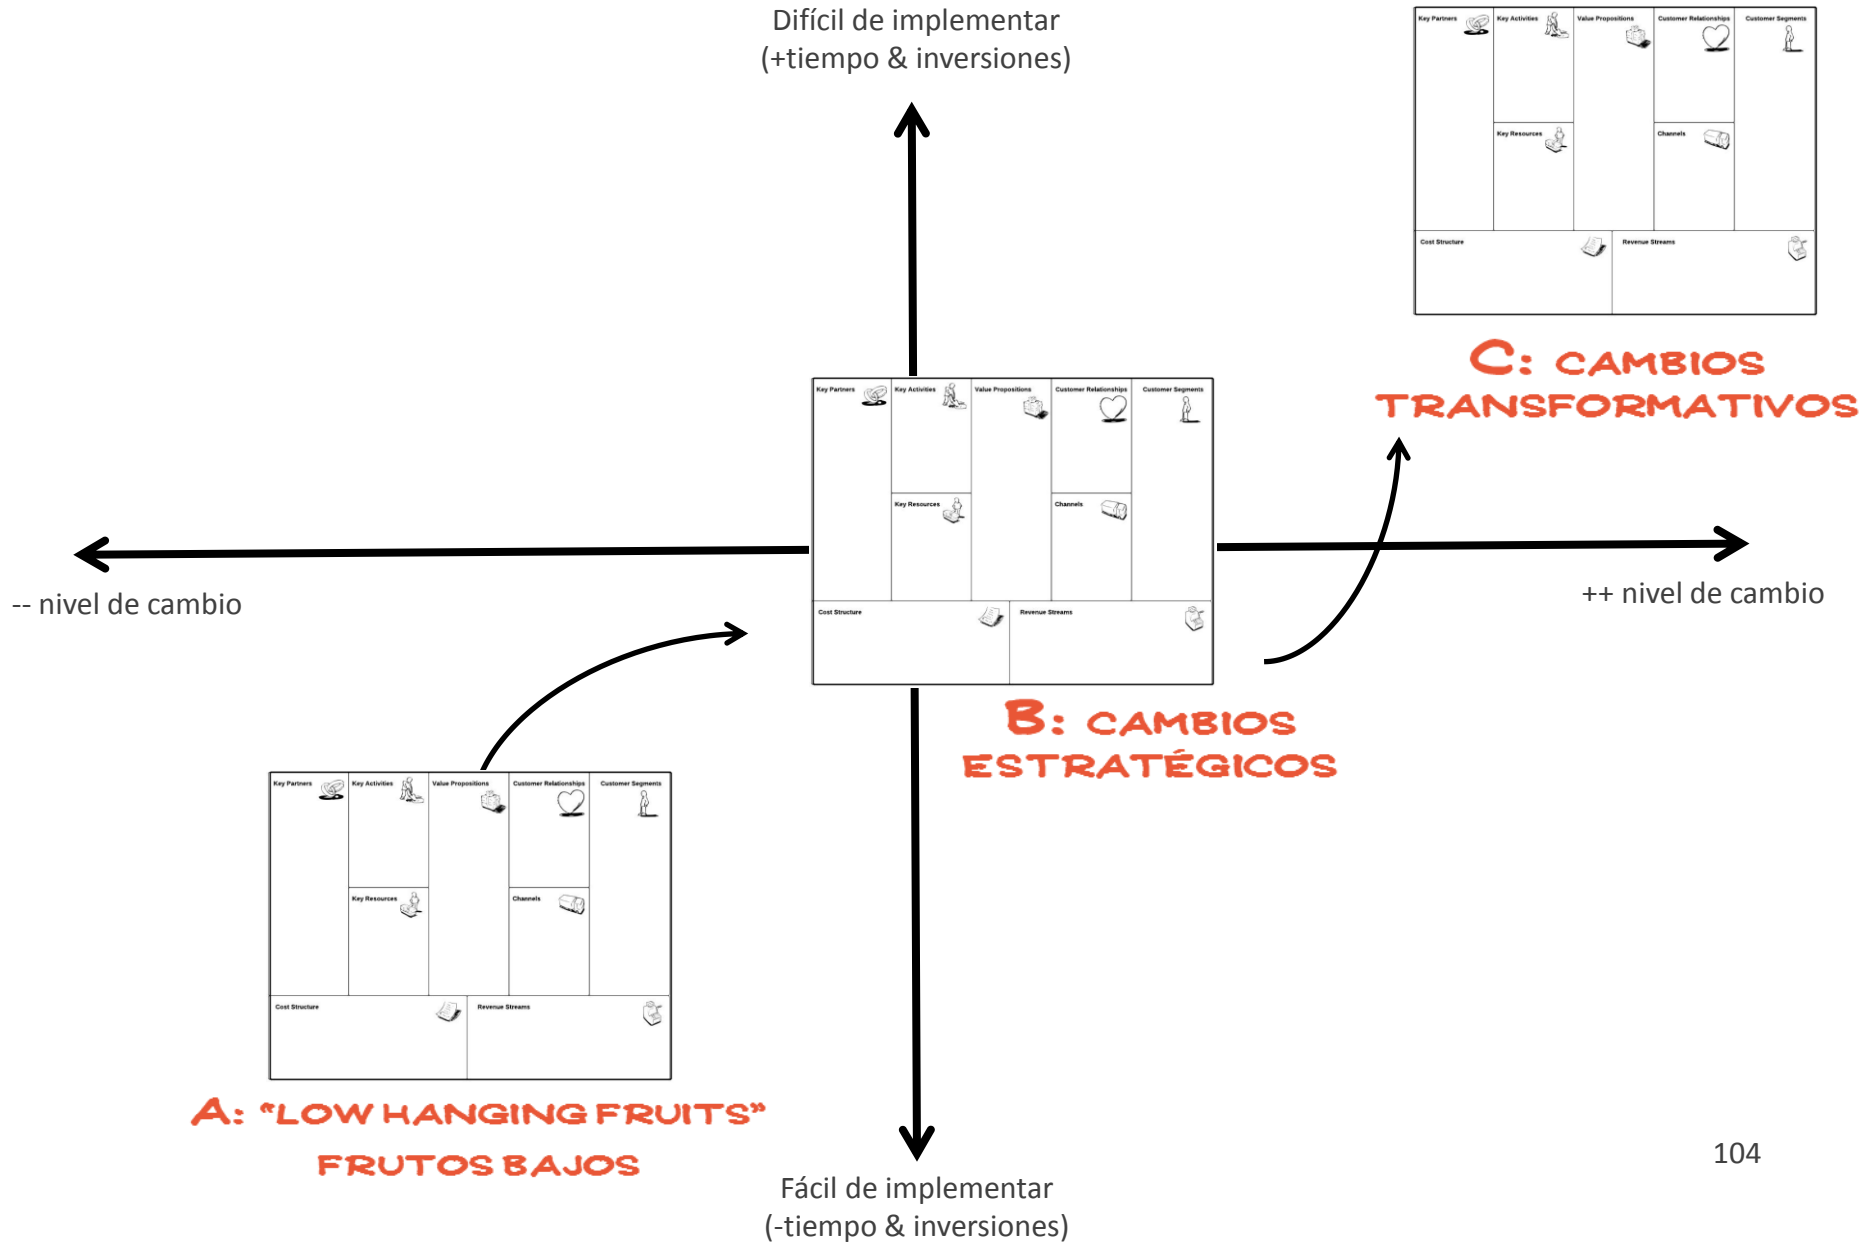 Difícil de implementar
(+tiempo & inversiones)
Key Partners
Key Activities
Value Propositions
Customer Relationships
Customer Segments
Key Resources
Channels
Cost Structure
Revenue Streams
C: CAMBIOS
TRANSFORMATIVOS
Key Partners
Key Activities
Value Propositions
Customer Relationships
Customer Segments
Key Resources
Channels
Cost Structure
Revenue Streams
-- nivel de cambio
++ nivel de cambio
B: CAMBIOS
ESTRATÉGICOS
Key Partners
Key Activities
Value Propositions
Customer Relationships
Customer Segments
Key Resources
Channels
Cost Structure
Revenue Streams
A: “LOW HANGING FRUITS”
FRUTOS BAJOS
Fácil de implementar
(-tiempo & inversiones)
104